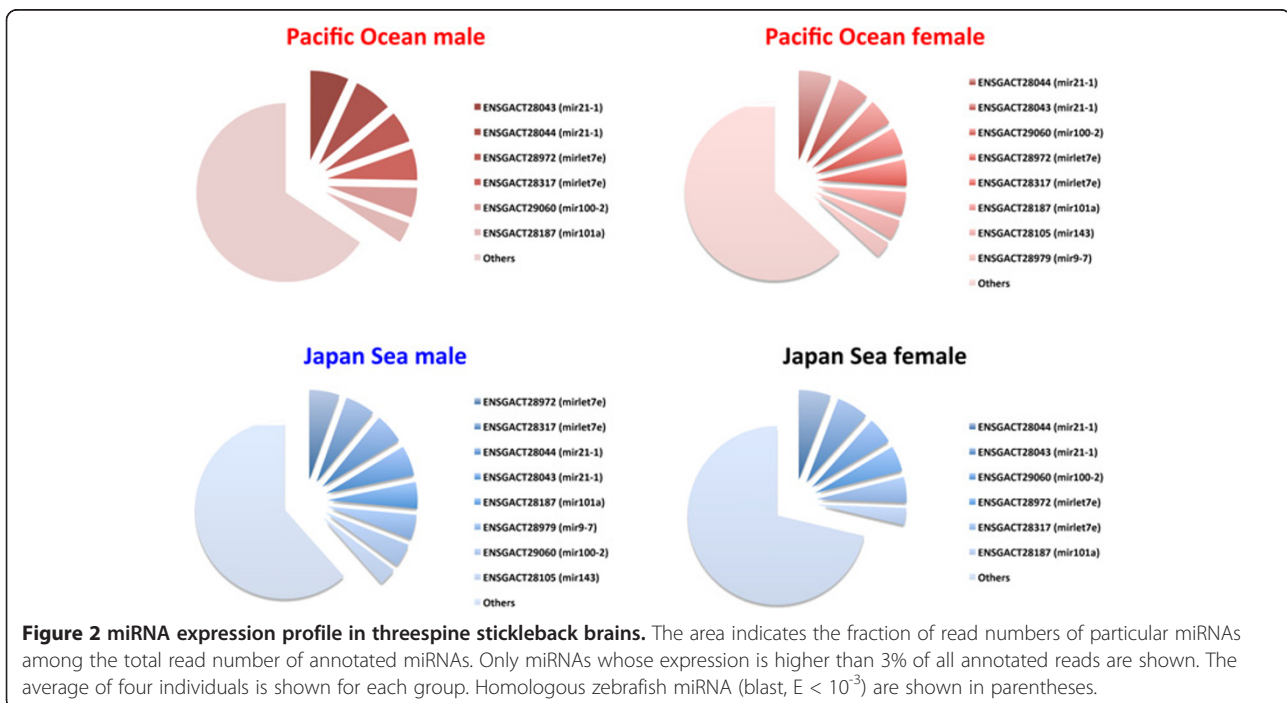 Pacific Ocean male
ENSGACT28043 (mir21-1)
ENSGACT28044 (mir21-1)
ENSGACT28972 (mirlet7e)
ENSGACT28317 (mirlet7e)
ENSGACT29060 (mir100-2)
ENSGACT28187 (mir101a)
Others
Pacific Ocean female
ENSGACT28044 (mir21-1)
ENSGACT28043 (mir21-1)
ENSGACT29060 (mir100-2)
ENSGACT28972 (mirlet7e)
ENSGACT28317 (mirlet7e)
ENSGACT28187 (mir101a)
ENSGACT28105 (mir143)
ENSGACT28979 (mir9-7)
Others
Japan Sea male
ENSGACT28972 (mirlet7e)
ENSGACT28317 (mirlet7e)
ENSGACT28044 (mir21-1)
ENSGACT28043 (mir21-1)
ENSGACT28187 (mir101a)
ENSGACT28979 (mir9-7)
ENSGACT29060 (mir100-2)
ENSGACT28105 (mir143)
Others
Japan Sea female
ENSGACT28044 (mir21-1)
ENSGACT28043 (mir21-1)
ENSGACT29060 (mir100-2)
ENSGACT28972 (mirlet7e)
ENSGACT28317 (mirlet7e)
ENSGACT28187 (mir101a)
Others
Figure 2 miRNA expression profile in threespine stickleback brains. The area indicates the fraction of read numbers of particular miRNAs
among the total read number of annotated miRNAs. Only miRNAs whose expression is higher than 3% of all annotated reads are shown. The
average of four individuals is shown for each group. Homologous zebrafish miRNA (blast, E < 10⁻³) are shown in parentheses.